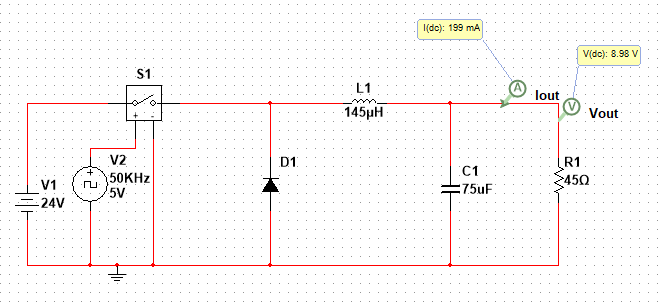 I(dc): 199 mA
V(dc): 8.98 V
S1
L1
A
Iout
V
Vout
145μH
+ -
V2
D1
R1
V1
+
50KHz
C1
45Ω
24V
5V
75uF